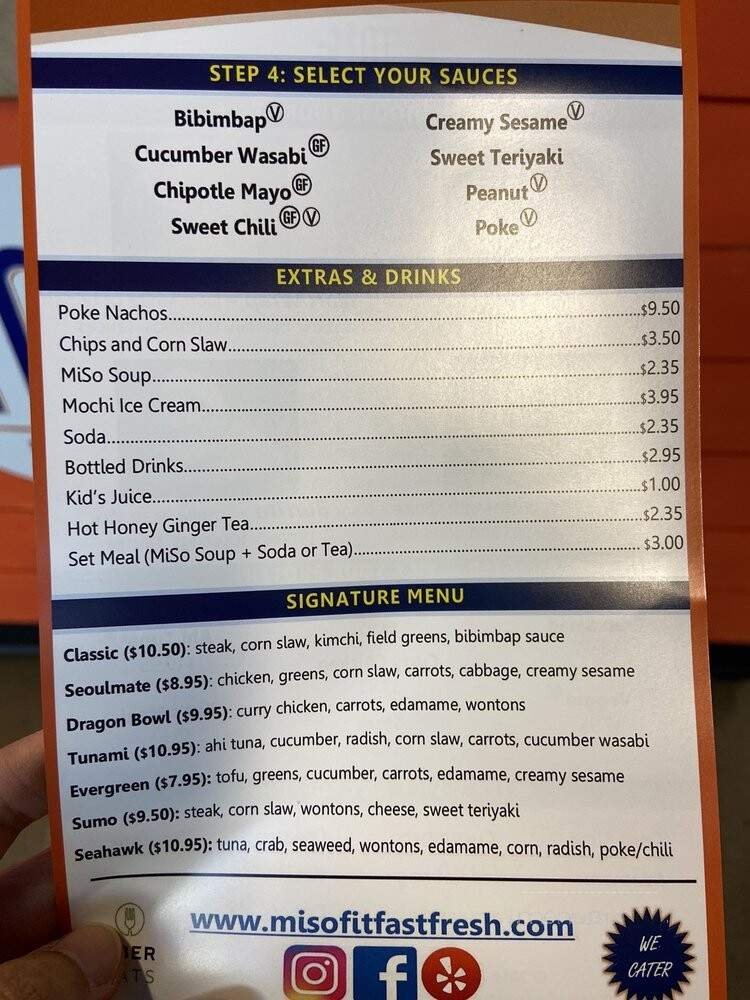 STEP 4: SELECT YOUR SAUCES
Bibimbap Ⓥ
Creamy Sesame Ⓥ
Cucumber Wasabi GF
Sweet Teriyaki
Chipotle Mayo GF
Peanut Ⓥ
Sweet Chili GF Ⓥ
Poke Ⓥ
EXTRAS & DRINKS
Poke Nachos $9.50
Chips and Corn Slaw $3.50
MiSo Soup $2.35
Mochi Ice Cream $3.95
Soda $2.35
Bottled Drinks $2.95
Kid's Juice $1.00
Hot Honey Ginger Tea $2.35
Set Meal (MiSo Soup + Soda or Tea) $3.00
SIGNATURE MENU
Classic ($10.50): steak, corn slaw, kimchi, field greens, bibimbap sauce
Seoulmate ($8.95): chicken, greens, corn slaw, carrots, cabbage, creamy sesame
Dragon Bowl ($9.95): curry chicken, carrots, edamame, wontons
Tunami ($10.95): ahi tuna, cucumber, radish, corn slaw, carrots, cucumber wasabi
Evergreen ($7.95): tofu, greens, cucumber, carrots, edamame, creamy sesame
Sumo ($9.50): steak, corn slaw, wontons, cheese, sweet teriyaki
Seahawk ($10.95): tuna, crab, seaweed, wontons, edamame, corn, radish, poke/chili
www.misofitfastfresh.com
WE
CATER